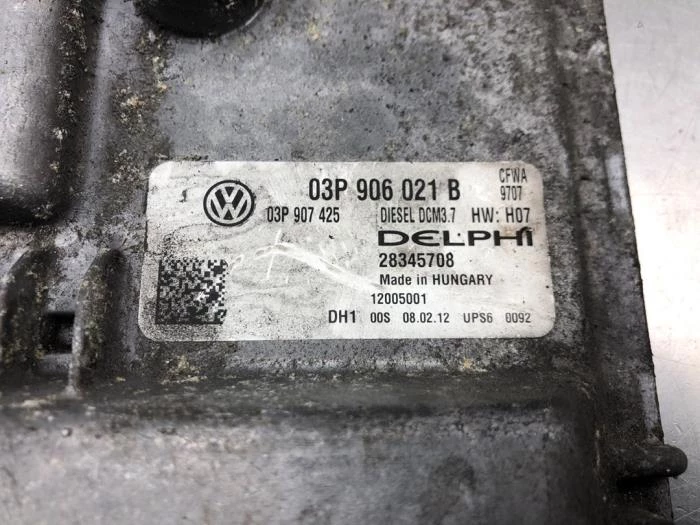 03P 906 021 B
CFWA
9707
VW
03P 907 425
DIESEL DCM3.7 HW: H07
DELPHI
28345708
Made in HUNGARY
12005001
DH1 00S 08.02.12 UPS6 0092